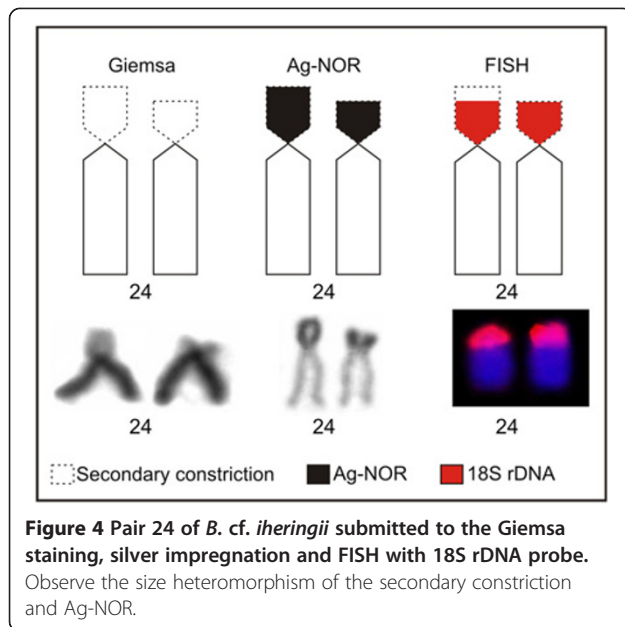 Giemsa Ag-NOR FISH
24 24 24
24 24 24
Secondary constriction Ag-NOR 18S rDNA
Figure 4 Pair 24 of B. cf. iheringii submitted to the Giemsa
staining, silver impregnation and FISH with 18S rDNA probe.
Observe the size heteromorphism of the secondary constriction
and Ag-NOR.